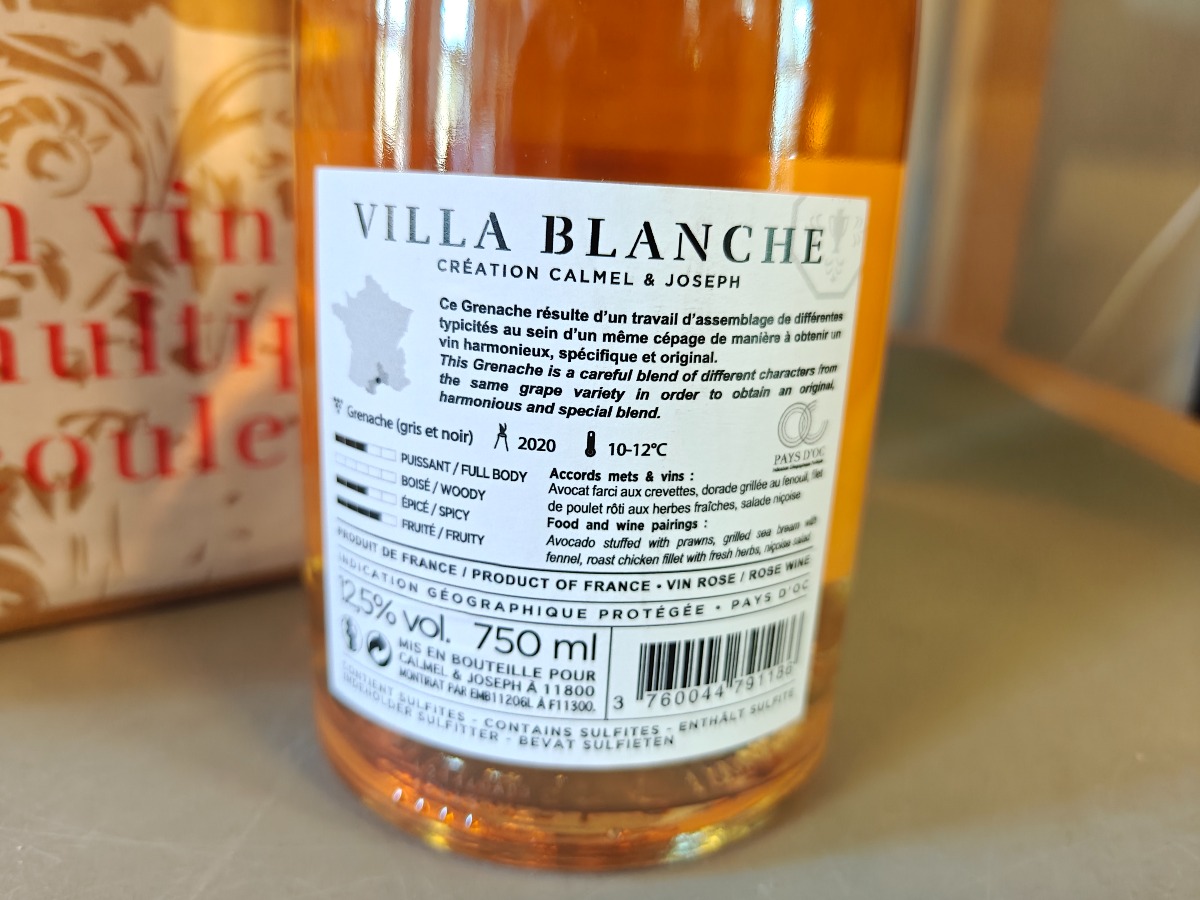 n vin
oule
VILLA BLANCHE
CRÉATION CALMEL & JOSEPH
Ce Grenache résulte d'un travail d'assemblage de différentes
typicités au sein d'un même cépage de manière à obtenir un
vin harmonieux, spécifique et original.
This Grenache is a careful blend of different characters from
the same grape variety in order to obtain an original,
harmonious and special blend.
Grenache (gris et noir) 2020 10-12°C
PAYS D'OC
PUISSANT / FULL BODY
BOISÉ / WOODY
ÉPICÉ / SPICY
FRUITÉ / FRUITY
Accords mets & vins :
Avocat farci aux crevettes, dorade grillée au fenouil, filet
de poulet rôti aux herbes fraîches, salade niçoise
Food and wine pairings :
Avocado stuffed with prawns, grilled sea bream with
fennel, roast chicken fillet with fresh herbs, niçoise salad
PRODUIT DE FRANCE / PRODUCT OF FRANCE • VIN ROSE / ROSE WINE
INDICATION GÉOGRAPHIQUE PROTÉGÉE • PAYS D'OC
12,5% vol. 750 ml
MIS EN BOUTEILLE POUR
CALMEL & JOSEPH À 11800
MONTIRAT PAR EMB11206L À F11300.
3 760044 791186
CONTIENT SULFITES - CONTAINS SULFITES - ENTHÄLT SULFITE
INDEHOLDER SULFITTER - BEVAT SULFIETEN